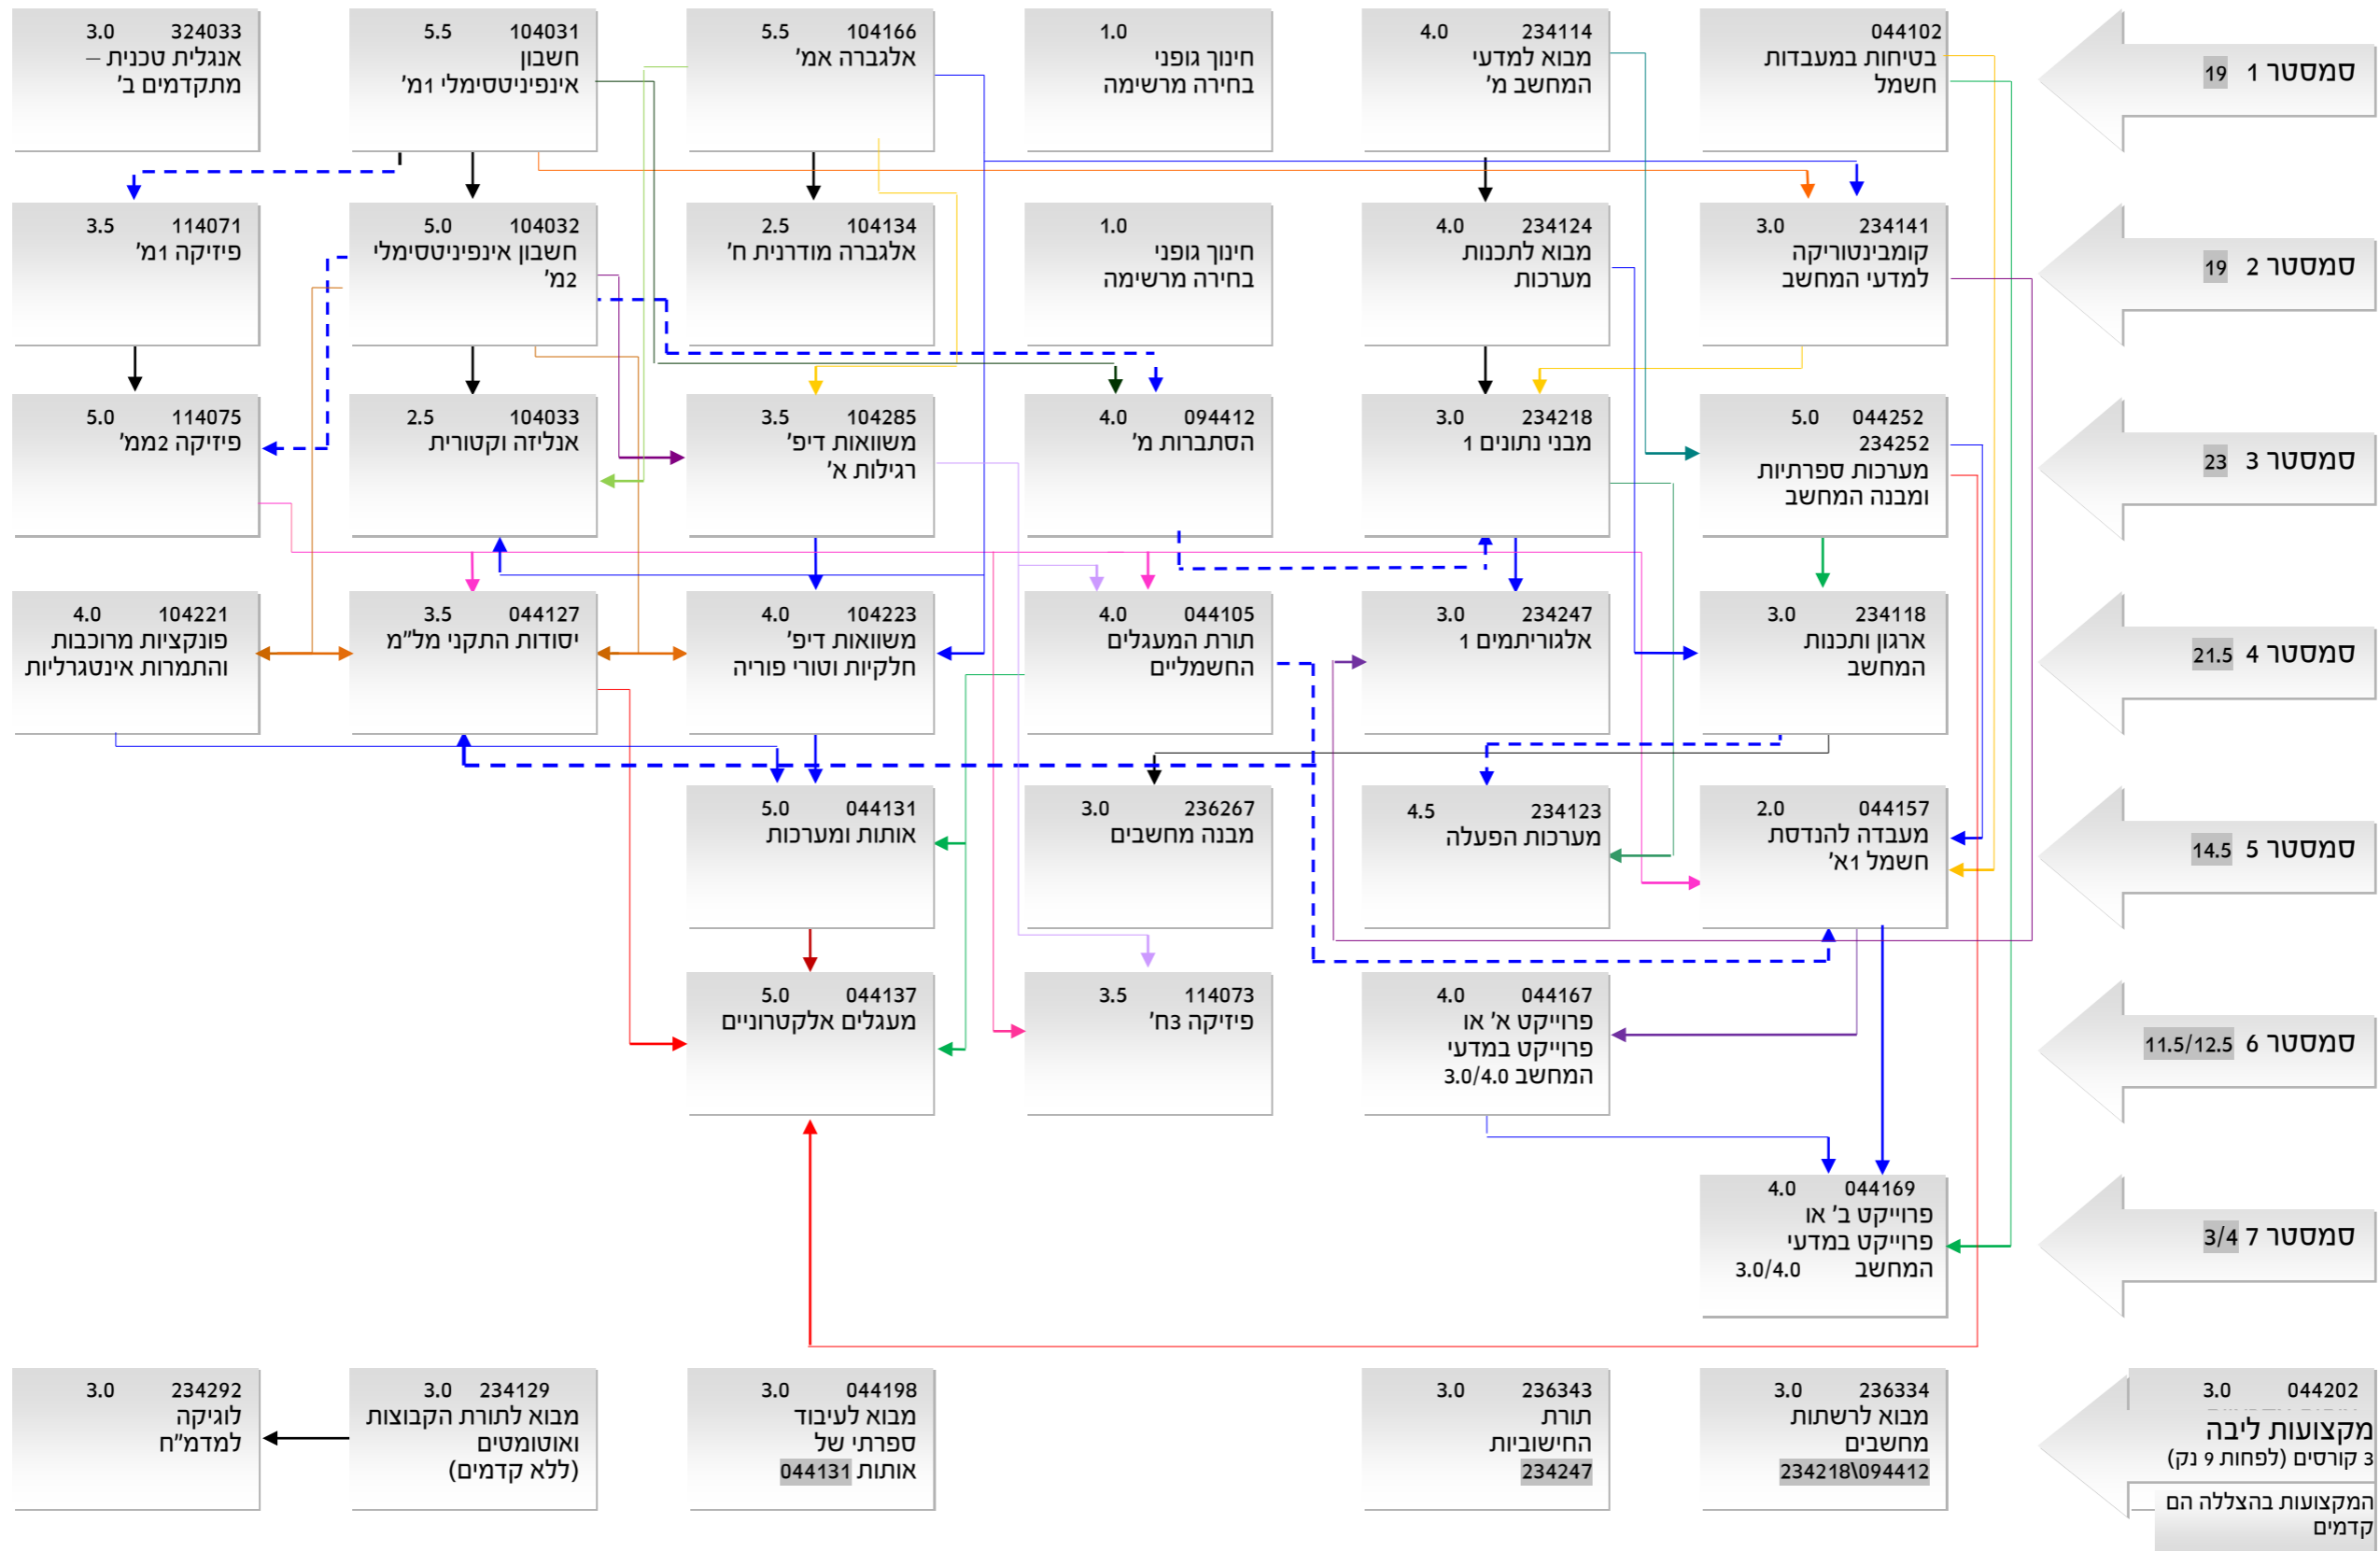 סמסטר 1 19
044102
בטיחות במעבדות
חשמל
234114 4.0
מבוא למדעי
המחשב מ'
1.0
חינוך גופני
בחירה מרשימה
104166 5.5
אלגברה אמ'
104031 5.5
חשבון
אינפיניטסימלי 1מ'
324033 3.0
אנגלית טכנית –
מתקדמים ב'
סמסטר 2 19
234141 3.0
קומבינטוריקה
למדעי המחשב
234124 4.0
מבוא לתכנות
מערכות
1.0
חינוך גופני
בחירה מרשימה
104134 2.5
אלגברה מודרנית ח'
104032 5.0
חשבון אינפיניטסימלי
2מ'
114071 3.5
פיזיקה 1מ'
סמסטר 3 23
044252 5.0
234252
מערכות ספרתיות
ומבנה המחשב
234218 3.0
מבני נתונים 1
094412 4.0
הסתברות מ'
104285 3.5
משוואות דיפ'
רגילות א'
104033 2.5
אנליזה וקטורית
114075 5.0
פיזיקה 2ממ'
סמסטר 4 21.5
234118 3.0
ארגון ותכנות
המחשב
234247 3.0
אלגוריתמים 1
044105 4.0
תורת המעגלים
החשמליים
104223 4.0
משוואות דיפ'
חלקיות וטורי פוריה
044127 3.5
יסודות התקני מל"מ
104221 4.0
פונקציות מרוכבות
והתמרות אינטגרליות
סמסטר 5 14.5
044157 2.0
מעבדה להנדסת
חשמל 1א'
234123 4.5
מערכות הפעלה
236267 3.0
מבנה מחשבים
044131 5.0
אותות ומערכות
סמסטר 6 11.5/12.5
044167 4.0
פרוייקט א' או
פרוייקט במדעי
המחשב 3.0/4.0
114073 3.5
פיזיקה 3ח'
044137 5.0
מעגלים אלקטרוניים
סמסטר 7 3/4
044169 4.0
פרוייקט ב' או
פרוייקט במדעי
המחשב 3.0/4.0
044202 3.0
מקצועות ליבה
3 קורסים (לפחות 9 נק)
המקצועות בהצללה הם
קדמים
236334 3.0
מבוא לרשתות
מחשבים
234218\094412
236343 3.0
תורת
החישוביות
234247
044198 3.0
מבוא לעיבוד
ספרתי של
אותות 044131
234129 3.0
מבוא לתורת הקבוצות
ואוטומטים
(ללא קדמים)
234292 3.0
לוגיקה
למדמ"ח